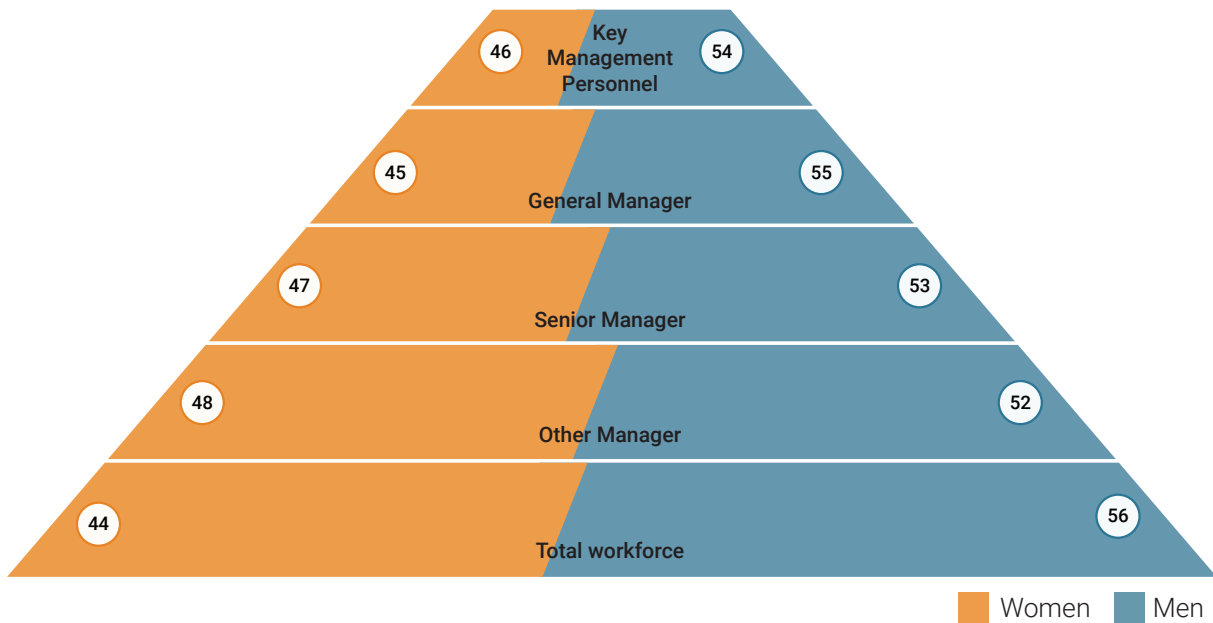 46
Key
Management
Personnel
54
45
General Manager
55
47
Senior Manager
53
48
Other Manager
52
44
Total workforce
56
Women
Men